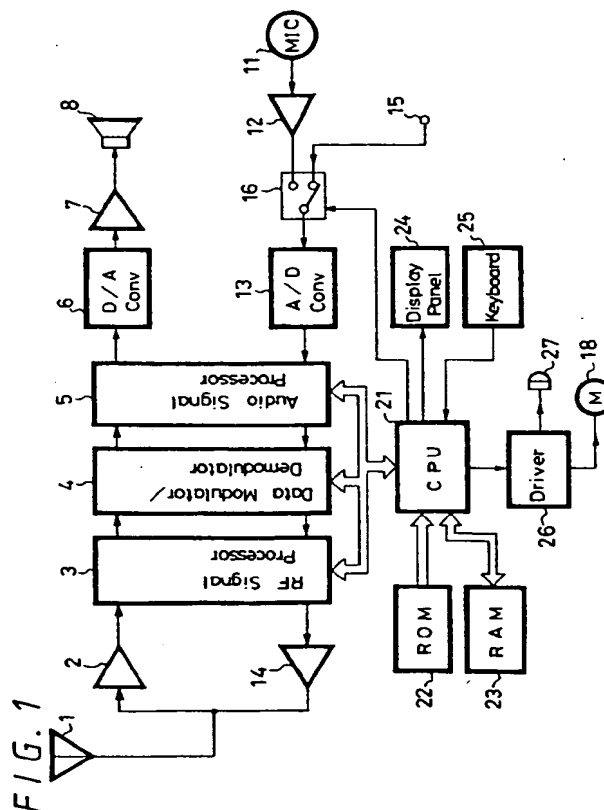 FIG. 1
1
2
3
RF Signal
Processor
4
Data Modulator/
Demodulator
5
Audio Signal
Processor
6
D/A
Conv
7
8
14
13
A/D
Conv
16
12
11
MIC
15
21
CPU
22
ROM
23
RAM
24
Display
Panel
25
Keyboard
26
Driver
27
18
M